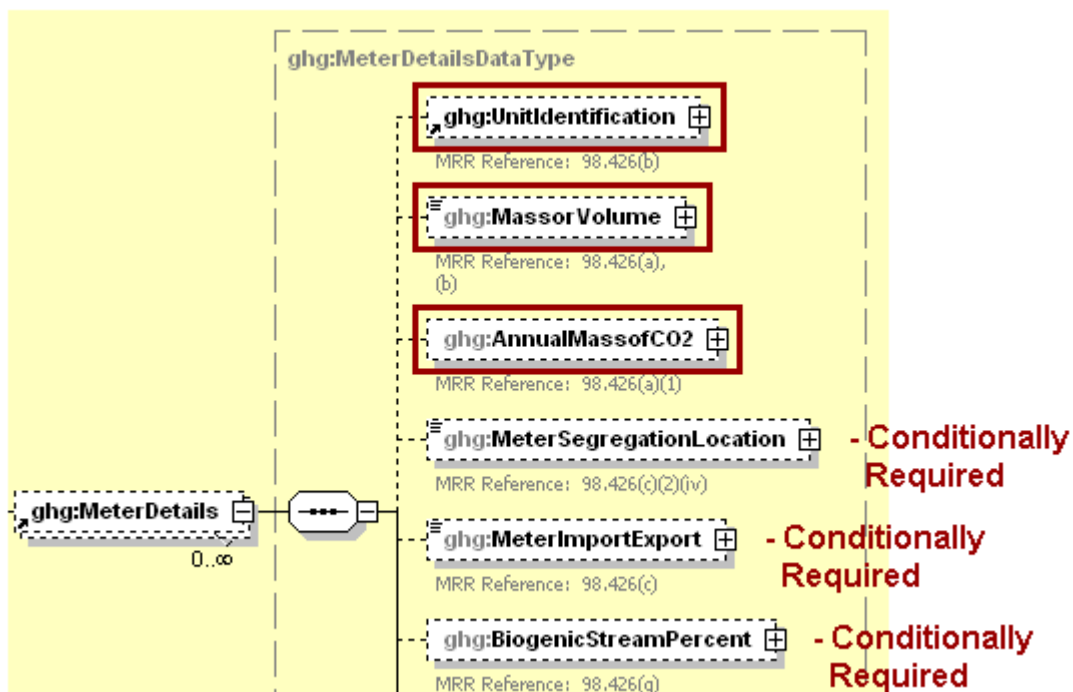 ghg:MeterDetailsDataType
ghg:UnitIdentification
MRR Reference: 98.426(b)
ghg:MassorVolume
MRR Reference: 98.426(a),
(b)
ghg:AnnualMassofCO2
MRR Reference: 98.426(a)(1)
ghg:MeterSegregationLocation
- Conditionally
Required
MRR Reference: 98.426(c)(2)(iv)
ghg:MeterDetails
0..∞
ghg:MeterImportExport
- Conditionally
Required
MRR Reference: 98.426(c)
ghg:BiogenicStreamPercent
- Conditionally
Required
MRR Reference: 98.426(g)